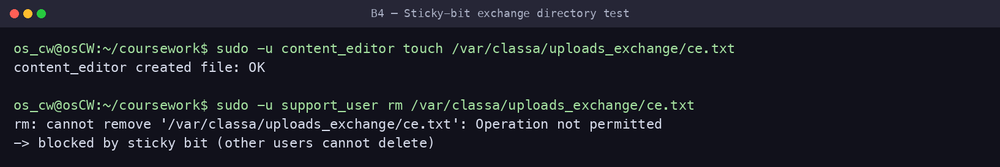 B4 — Sticky-bit exchange directory test
os_cw@osCW:~/coursework$ sudo -u content_editor touch /var/classa/uploads_exchange/ce.txt
content_editor created file: OK
os_cw@osCW:~/coursework$ sudo -u support_user rm /var/classa/uploads_exchange/ce.txt
rm: cannot remove '/var/classa/uploads_exchange/ce.txt': Operation not permitted
-> blocked by sticky bit (other users cannot delete)